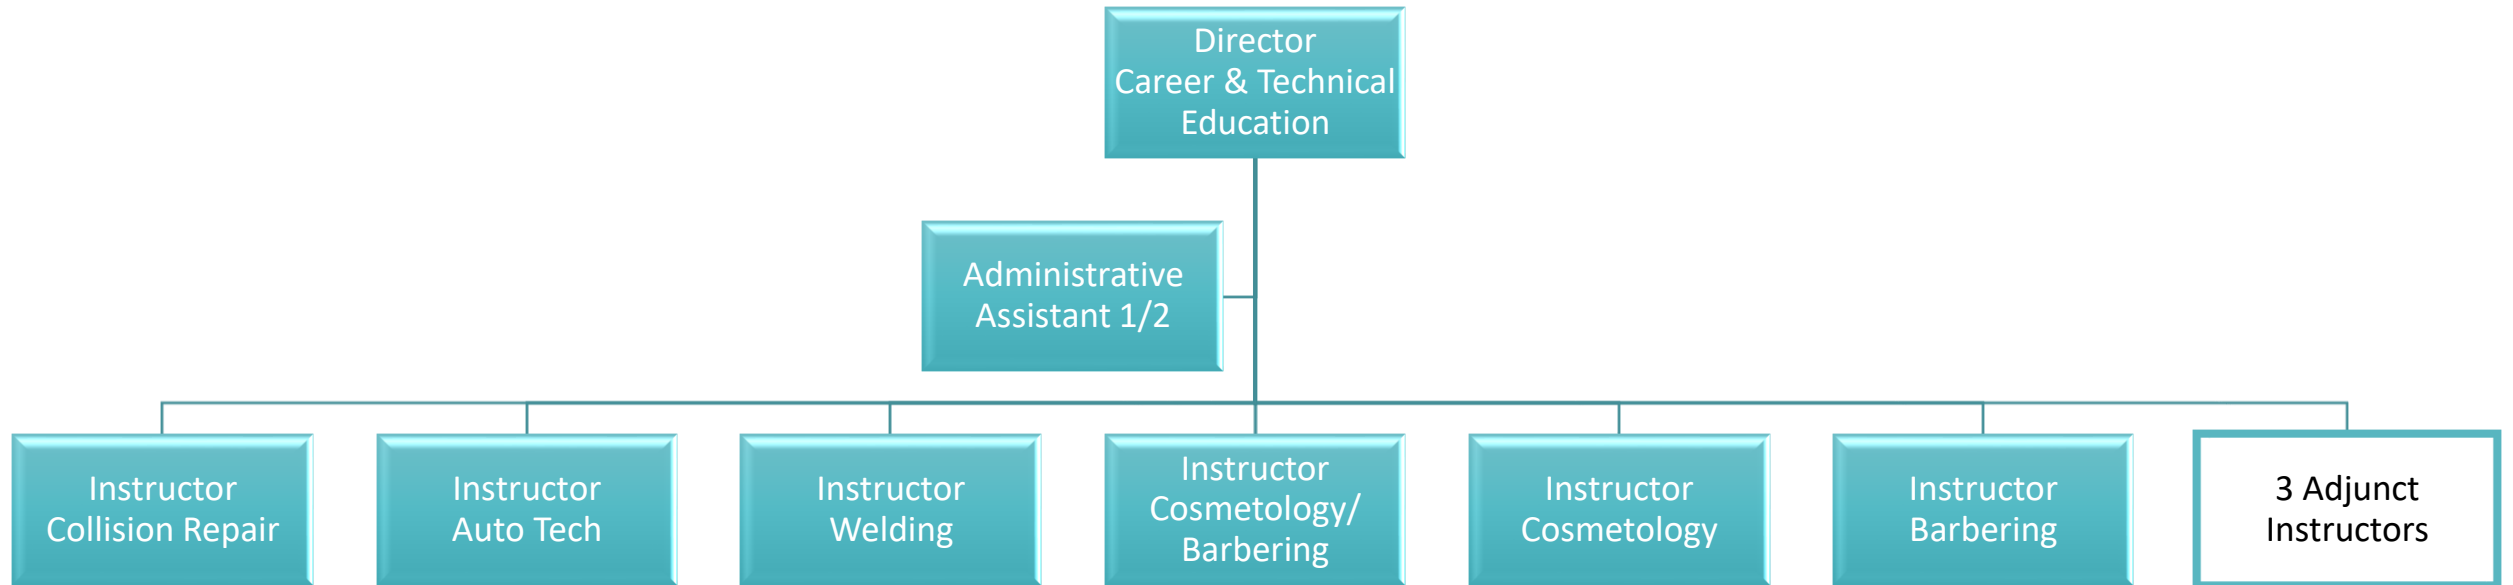 Director
Career & Technical
Education
Administrative
Assistant 1/2
Instructor
Collision Repair
Instructor
Auto Tech
Instructor
Welding
Instructor
Cosmetology/
Barbering
Instructor
Cosmetology
Instructor
Barbering
3 Adjunct
Instructors